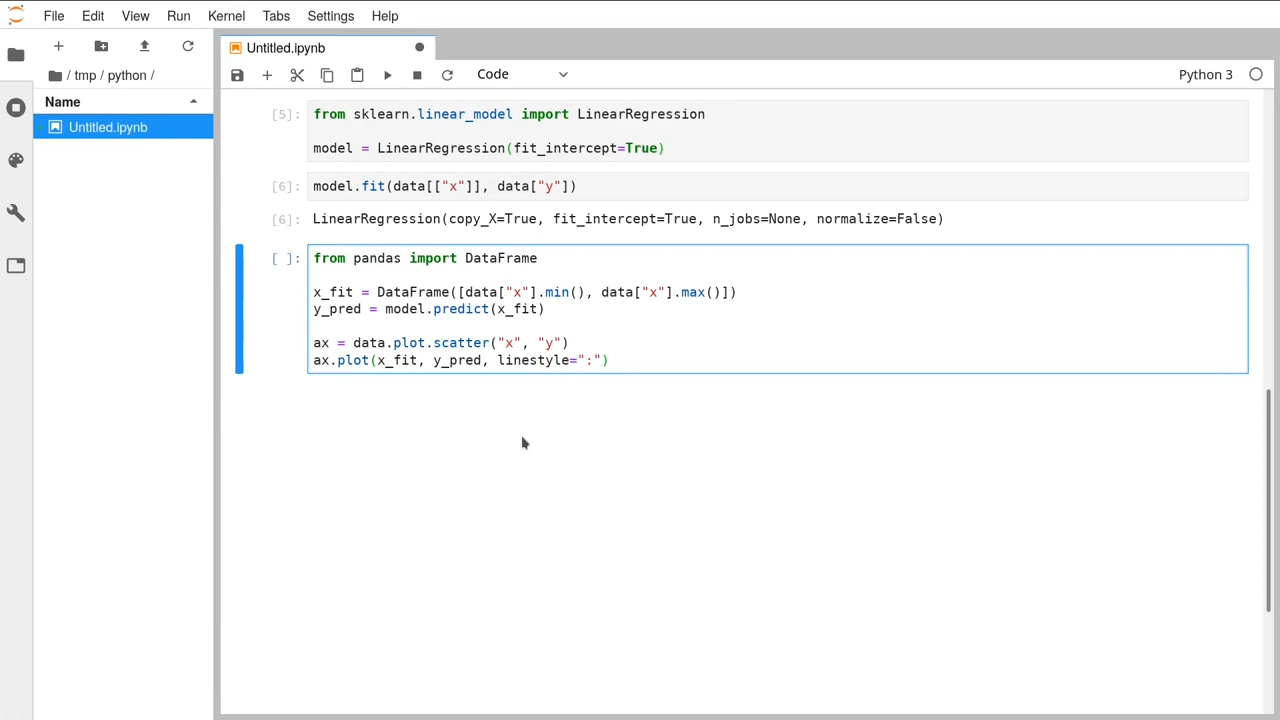 File Edit View Run Kernel Tabs Settings Help
/ tmp / python /
Name
Untitled.ipynb
Untitled.ipynb
Code
Python 3
[5]:
from sklearn.linear_model import LinearRegression
model = LinearRegression(fit_intercept=True)
[6]:
model.fit(data[["x"]], data["y"])
[6]:
LinearRegression(copy_X=True, fit_intercept=True, n_jobs=None, normalize=False)
[ ]:
from pandas import DataFrame
x_fit = DataFrame([data["x"].min(), data["x"].max()])
y_pred = model.predict(x_fit)
ax = data.plot.scatter("x", "y")
ax.plot(x_fit, y_pred, linestyle=":")